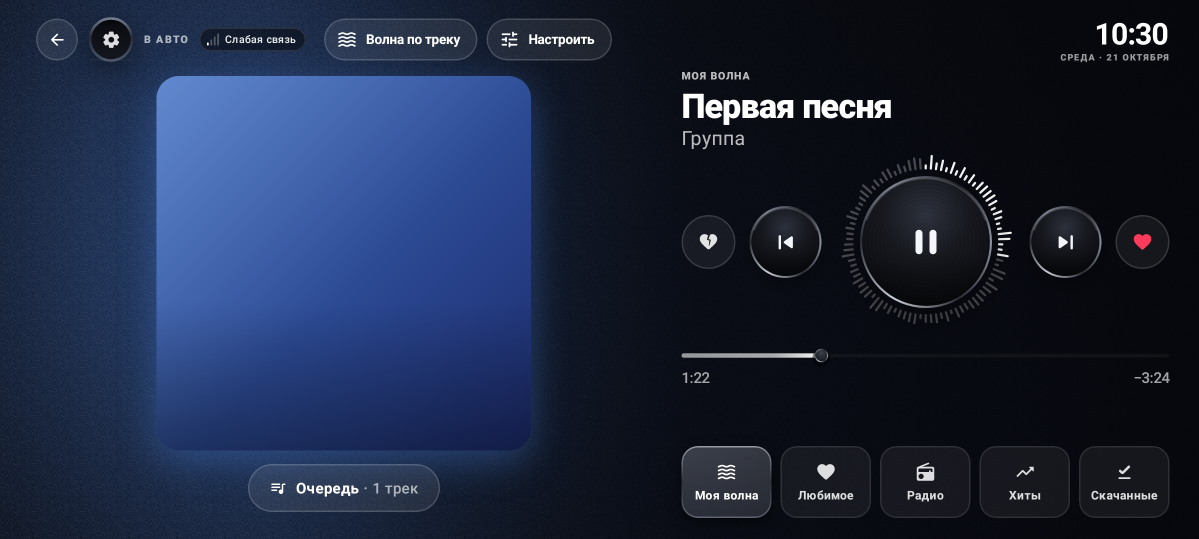 В АВТО
Слабая связь
Волна по треку
Настроить
10:30
СРЕДА · 21 ОКТЯБРЯ
МОЯ ВОЛНА
Первая песня
Группа
1:22
−3:24
Очередь · 1 трек
Моя волна
Любимое
Радио
Хиты
Скачанные